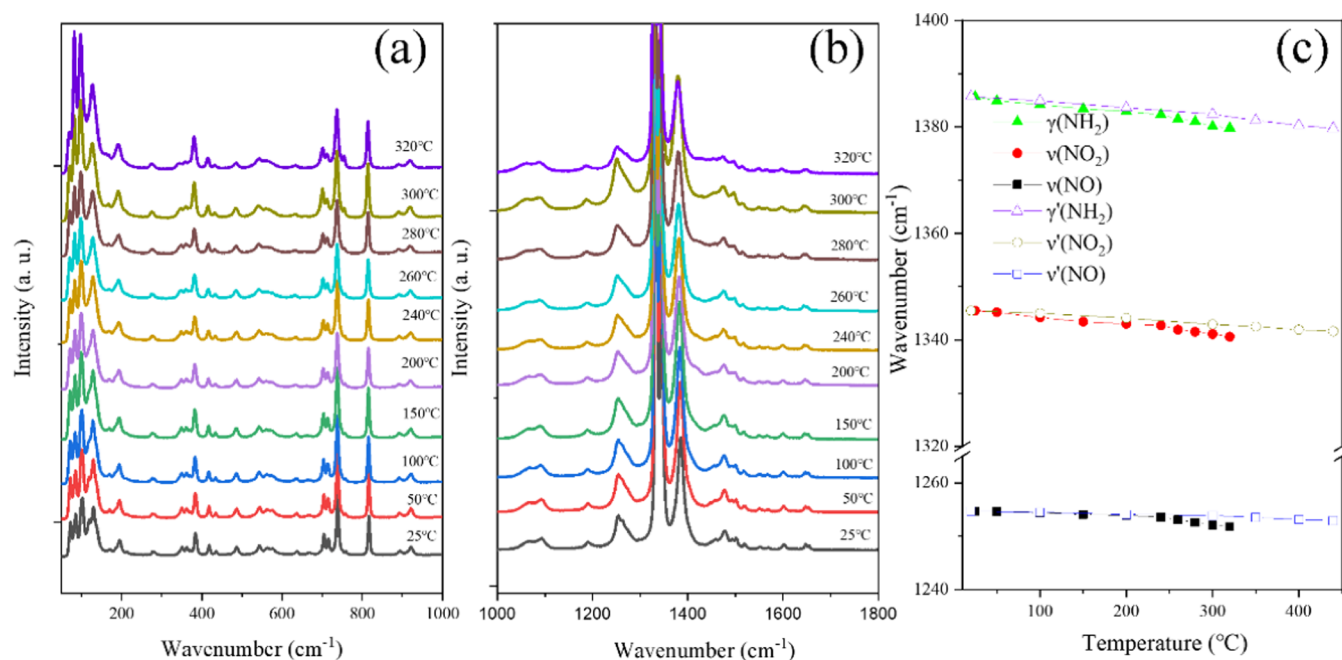 (a)
320°C
300°C
280°C
260°C
240°C
200°C
150°C
100°C
50°C
25°C
Intensity (a. u.)
200 400 600 800 1000
Wavenumber (cm⁻¹)
(b)
320°C
300°C
280°C
260°C
240°C
200°C
150°C
100°C
50°C
25°C
Intensity (a. u.)
1000 1200 1400 1600 1800
Wavenumber (cm⁻¹)
(c)
1400
1380
1360
1340
1320
1260
1240
Wavenumber (cm⁻¹)
γ(NH₂)
ν(NO₂)
ν(NO)
γ'(NH₂)
ν'(NO₂)
ν'(NO)
100 200 300 400
Temperature (°C)